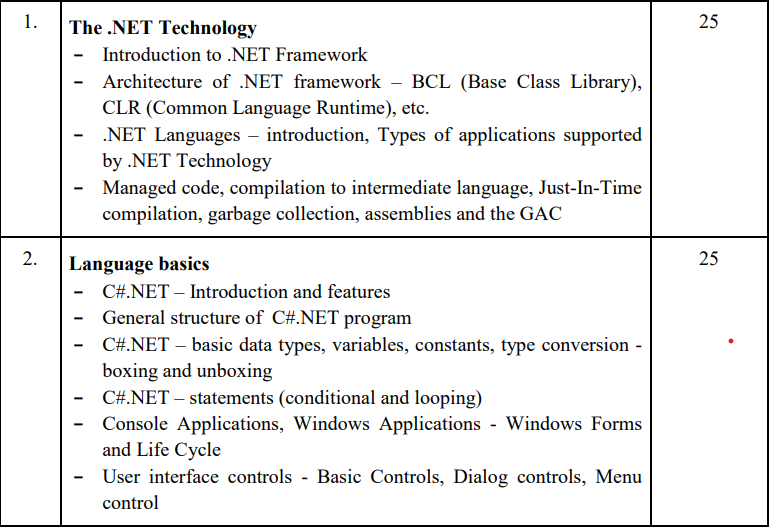 1. The .NET Technology 25
– Introduction to .NET Framework
– Architecture of .NET framework – BCL (Base Class Library),
CLR (Common Language Runtime), etc.
– .NET Languages – introduction, Types of applications supported
by .NET Technology
– Managed code, compilation to intermediate language, Just-In-Time
compilation, garbage collection, assemblies and the GAC
2. Language basics 25
– C#.NET – Introduction and features
– General structure of C#.NET program
– C#.NET – basic data types, variables, constants, type conversion -
boxing and unboxing
– C#.NET – statements (conditional and looping)
– Console Applications, Windows Applications - Windows Forms
and Life Cycle
– User interface controls - Basic Controls, Dialog controls, Menu
control